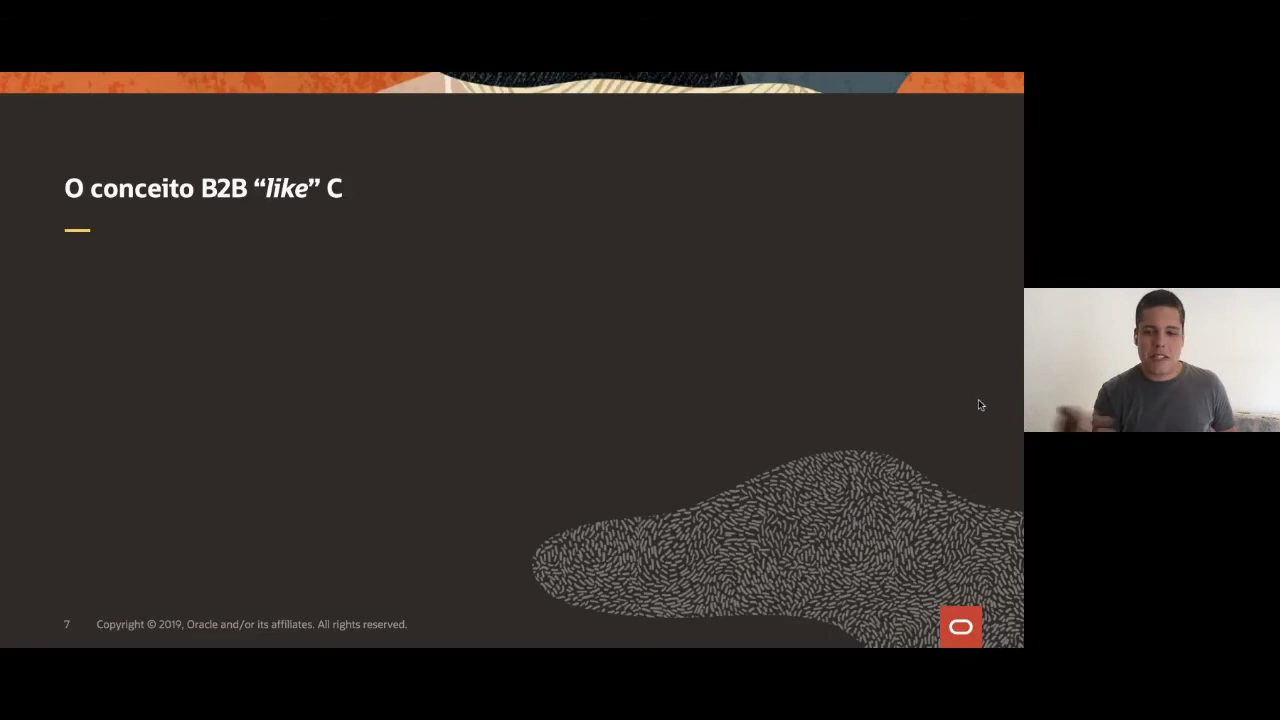 O conceito B2B “like” C
7 Copyright © 2019, Oracle and/or its affiliates. All rights reserved.